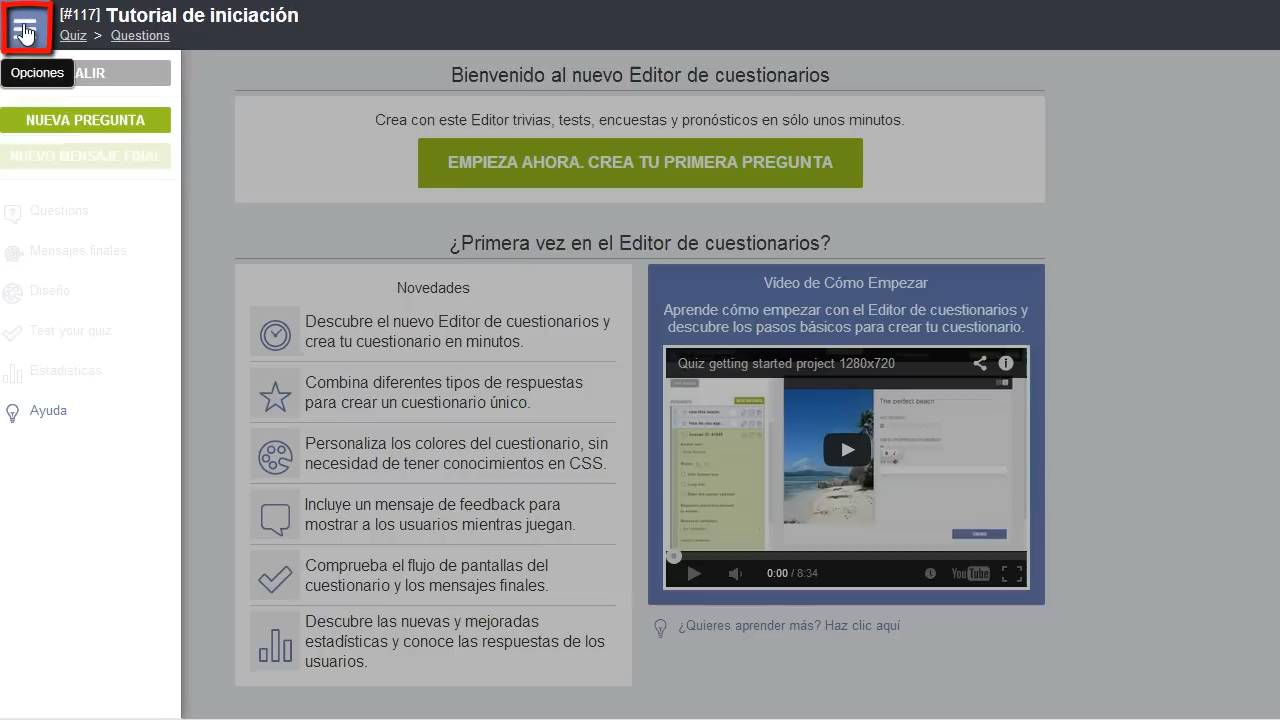 [#117] Tutorial de iniciación
Quiz > Questions
Opciones
ALIR
NUEVA PREGUNTA
NUEVO MENSAJE FINAL
Questions
Mensajes finales
Diseño
Test your quiz
Estadísticas
Ayuda
Bienvenido al nuevo Editor de cuestionarios
Crea con este Editor trivias, tests, encuestas y pronósticos en sólo unos minutos.
EMPIEZA AHORA. CREA TU PRIMERA PREGUNTA
¿Primera vez en el Editor de cuestionarios?
Novedades
Descubre el nuevo Editor de cuestionarios y
crea tu cuestionario en minutos.
Combina diferentes tipos de respuestas
para crear un cuestionario único.
Personaliza los colores del cuestionario, sin
necesidad de tener conocimientos en CSS.
Incluye un mensaje de feedback para
mostrar a los usuarios mientras juegan.
Comprueba el flujo de pantallas del
cuestionario y los mensajes finales.
Descubre las nuevas y mejoradas
estadísticas y conoce las respuestas de los
usuarios.
Vídeo de Cómo Empezar
Aprende cómo empezar con el Editor de cuestionarios y
descubre los pasos básicos para crear tu cuestionario.
Quiz getting started project 1280x720
The perfect beach
0:00 / 8:34
YouTube
¿Quieres aprender más? Haz clic aquí